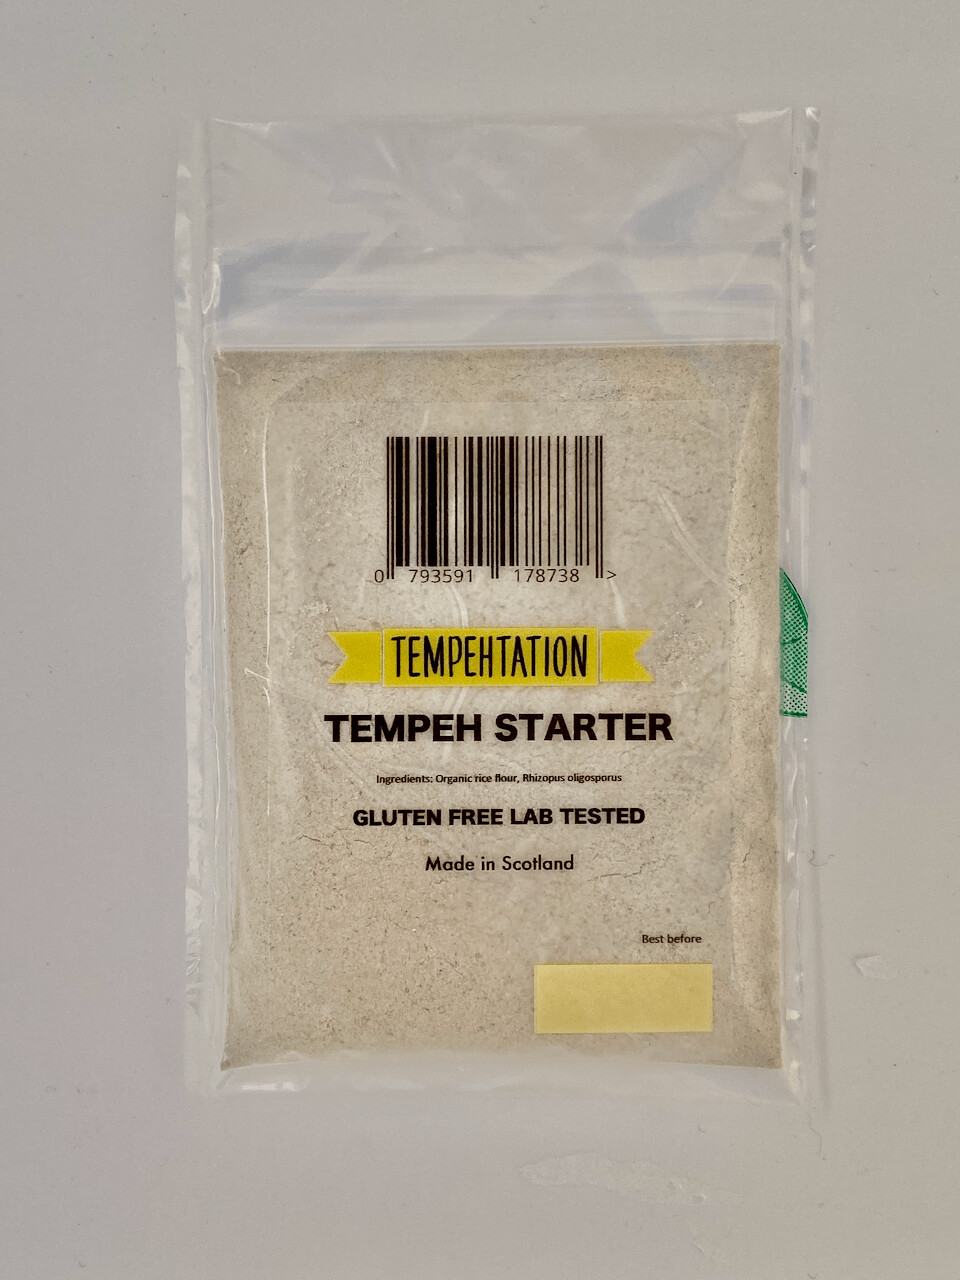 0 793591 178738 >
TEMPEHTATION
TEMPEH STARTER
Ingredients: Organic rice flour, Rhizopus oligosporus
GLUTEN FREE LAB TESTED
Made in Scotland
Best before